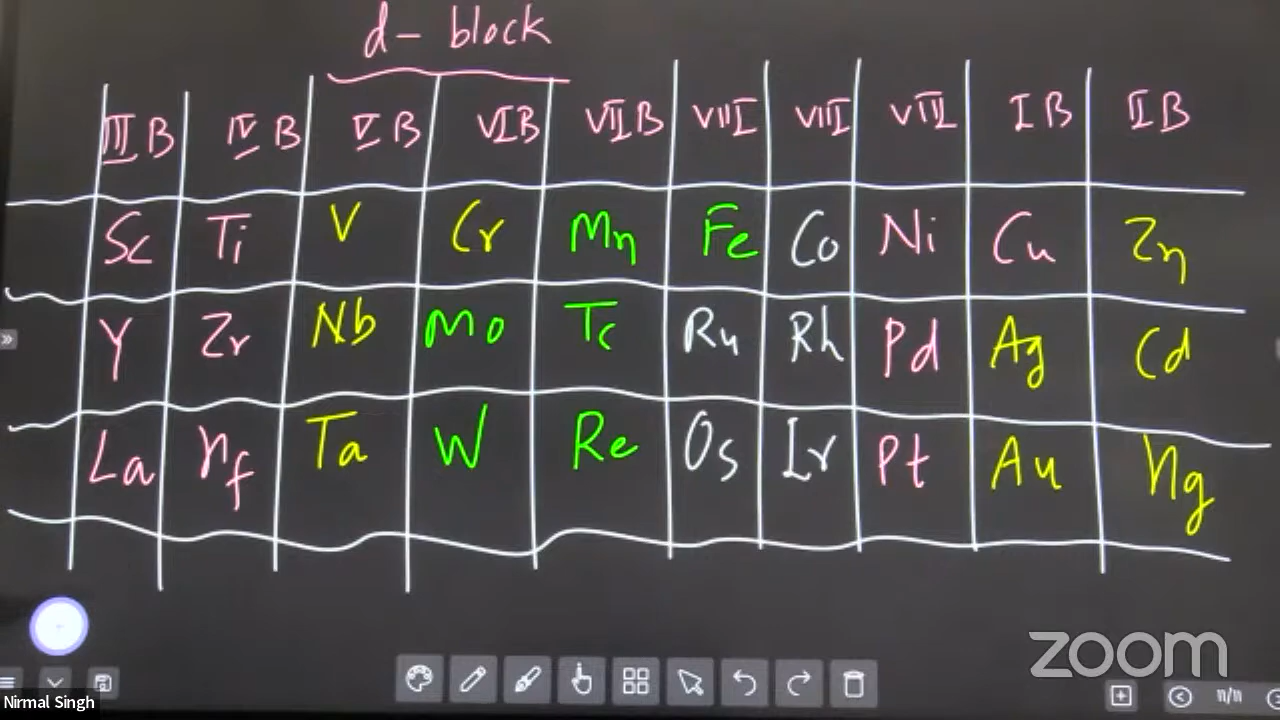 d- block
III B IV B V B VI B VII B VIII VIII VIII I B II B
Sc Ti V Cr Mn Fe Co Ni Cu Zn
Y Zr Nb Mo Tc Ru Rh Pd Ag Cd
La Hf Ta W Re Os Ir Pt Au Hg
zoom
Nirmal Singh
11/11